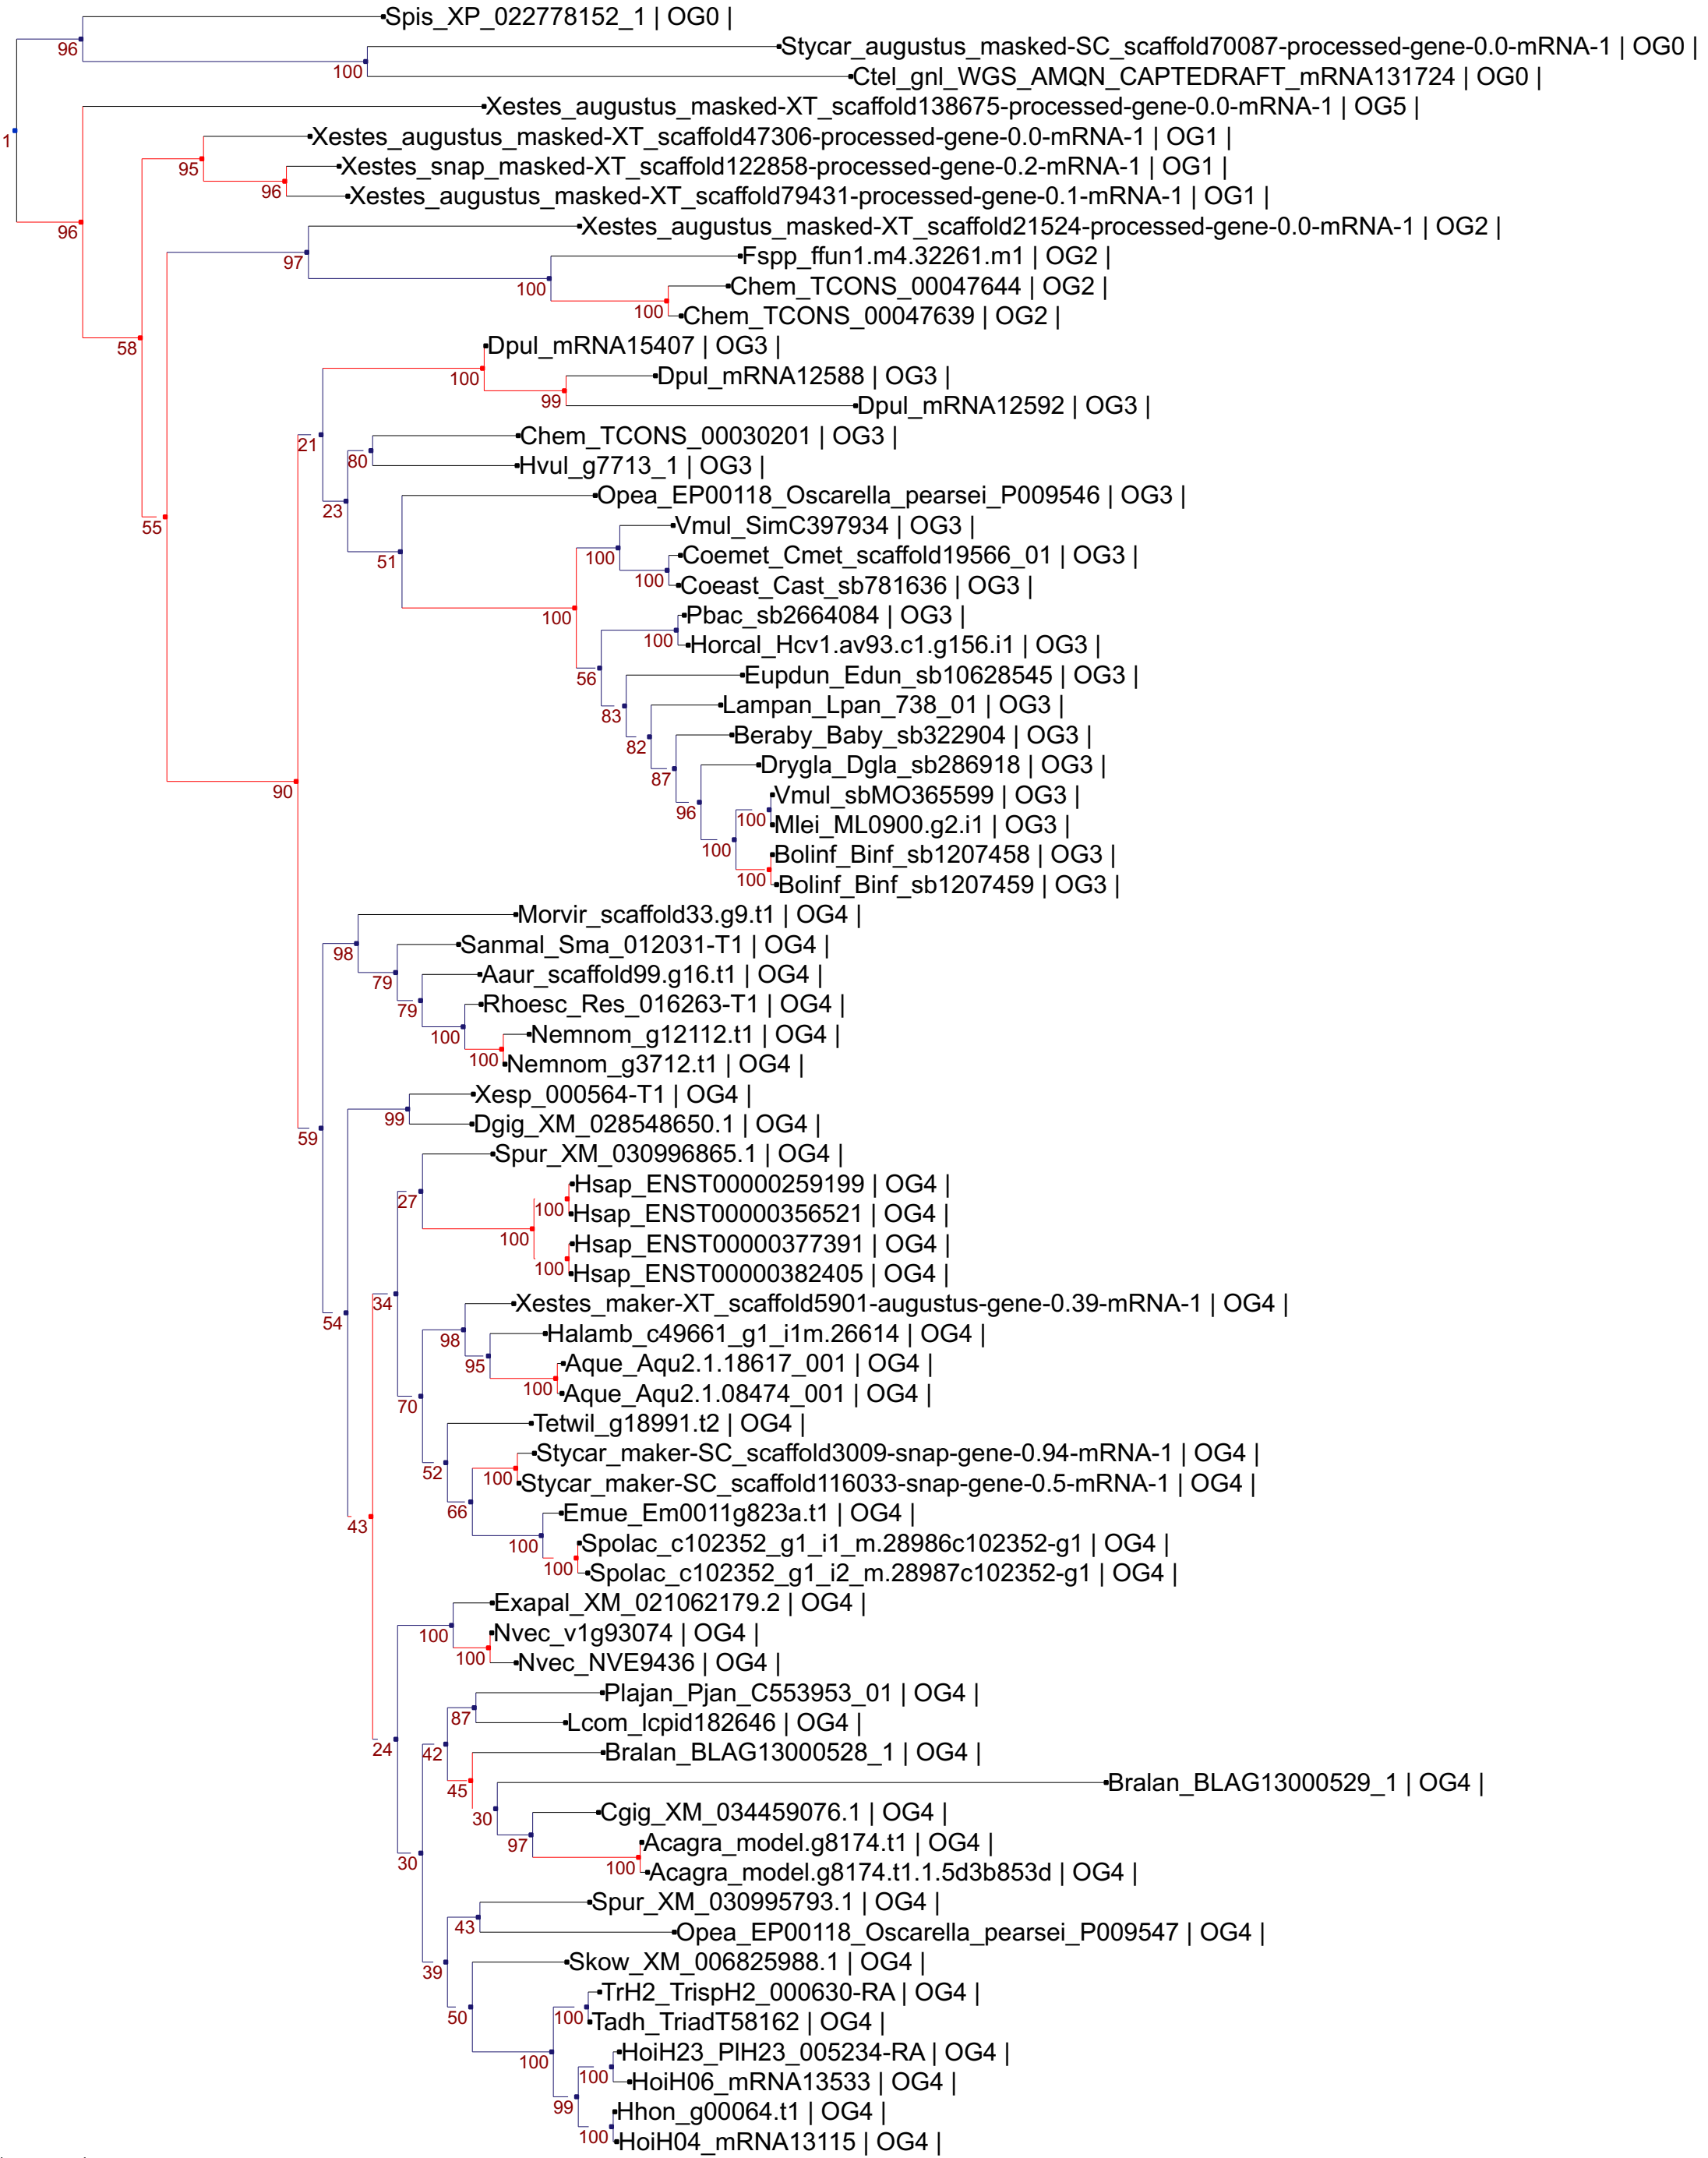 Spis_XP_022778152_1 | OG0 |
96
Stycar_augustus_masked-SC_scaffold70087-processed-gene-0.0-mRNA-1 | OG0 |
100
Ctel_gnl_WGS_AMQN_CAPTEDRAFT_mRNA131724 | OG0 |
Xestes_augustus_masked-XT_scaffold138675-processed-gene-0.0-mRNA-1 | OG5 |
1
Xestes_augustus_masked-XT_scaffold47306-processed-gene-0.0-mRNA-1 | OG1 |
95
Xestes_snap_masked-XT_scaffold122858-processed-gene-0.2-mRNA-1 | OG1 |
96
Xestes_augustus_masked-XT_scaffold79431-processed-gene-0.1-mRNA-1 | OG1 |
96
Xestes_augustus_masked-XT_scaffold21524-processed-gene-0.0-mRNA-1 | OG2 |
97
Fspp_ffun1.m4.32261.m1 | OG2 |
100
Chem_TCONS_00047644 | OG2 |
100
Chem_TCONS_00047639 | OG2 |
58
Dpul_mRNA15407 | OG3 |
100
Dpul_mRNA12588 | OG3 |
99
Dpul_mRNA12592 | OG3 |
21
Chem_TCONS_00030201 | OG3 |
80
Hvul_g7713_1 | OG3 |
23
Opea_EP00118_Oscarella_pearsei_P009546 | OG3 |
55
Vmul_SimC397934 | OG3 |
100
51
Coemet_Cmet_scaffold19566_01 | OG3 |
100
Coeast_Cast_sb781636 | OG3 |
100
Pbac_sb2664084 | OG3 |
100
Horcal_Hcv1.av93.c1.g156.i1 | OG3 |
56
Eupdun_Edun_sb10628545 | OG3 |
83
Lampan_Lpan_738_01 | OG3 |
82
Beraby_Baby_sb322904 | OG3 |
87
Drygla_Dgla_sb286918 | OG3 |
90
96
Vmul_sbMO365599 | OG3 |
100
Mlei_ML0900.g2.i1 | OG3 |
100
Bolinf_Binf_sb1207458 | OG3 |
100
Bolinf_Binf_sb1207459 | OG3 |
Morvir_scaffold33.g9.t1 | OG4 |
98
Sanmal_Sma_012031-T1 | OG4 |
79
Aaur_scaffold99.g16.t1 | OG4 |
79
Rhoesc_Res_016263-T1 | OG4 |
100
Nemnom_g12112.t1 | OG4 |
100
Nemnom_g3712.t1 | OG4 |
Xesp_000564-T1 | OG4 |
99
Dgig_XM_028548650.1 | OG4 |
59
Spur_XM_030996865.1 | OG4 |
27
Hsap_ENST00000259199 | OG4 |
100
Hsap_ENST00000356521 | OG4 |
100
Hsap_ENST00000377391 | OG4 |
100
Hsap_ENST00000382405 | OG4 |
34
Xestes_maker-XT_scaffold5901-augustus-gene-0.39-mRNA-1 | OG4 |
54
98
Halamb_c49661_g1_i1m.26614 | OG4 |
95
Aque_Aqu2.1.18617_001 | OG4 |
100
Aque_Aqu2.1.08474_001 | OG4 |
70
Tetwil_g18991.t2 | OG4 |
52
Stycar_maker-SC_scaffold3009-snap-gene-0.94-mRNA-1 | OG4 |
100
Stycar_maker-SC_scaffold116033-snap-gene-0.5-mRNA-1 | OG4 |
66
Emue_Em0011g823a.t1 | OG4 |
43
100
Spolac_c102352_g1_i1_m.28986c102352-g1 | OG4 |
100
Spolac_c102352_g1_i2_m.28987c102352-g1 | OG4 |
Exapal_XM_021062179.2 | OG4 |
100
Nvec_v1g93074 | OG4 |
100
Nvec_NVE9436 | OG4 |
Plajan_Pjan_C553953_01 | OG4 |
87
Lcom_lcpid182646 | OG4 |
24
42
Bralan_BLAG13000528_1 | OG4 |
45
Bralan_BLAG13000529_1 | OG4 |
30
Cgig_XM_034459076.1 | OG4 |
97
Acagra_model.g8174.t1 | OG4 |
30
100
Acagra_model.g8174.t1.1.5d3b853d | OG4 |
Spur_XM_030995793.1 | OG4 |
43
Opea_EP00118_Oscarella_pearsei_P009547 | OG4 |
39
Skow_XM_006825988.1 | OG4 |
50
TrH2_TrispH2_000630-RA | OG4 |
100
Tadh_TriadT58162 | OG4 |
100
HoiH23_PlH23_005234-RA | OG4 |
100
HoiH06_mRNA13533 | OG4 |
99
Hhon_g00064.t1 | OG4 |
100
HoiH04_mRNA13115 | OG4 |